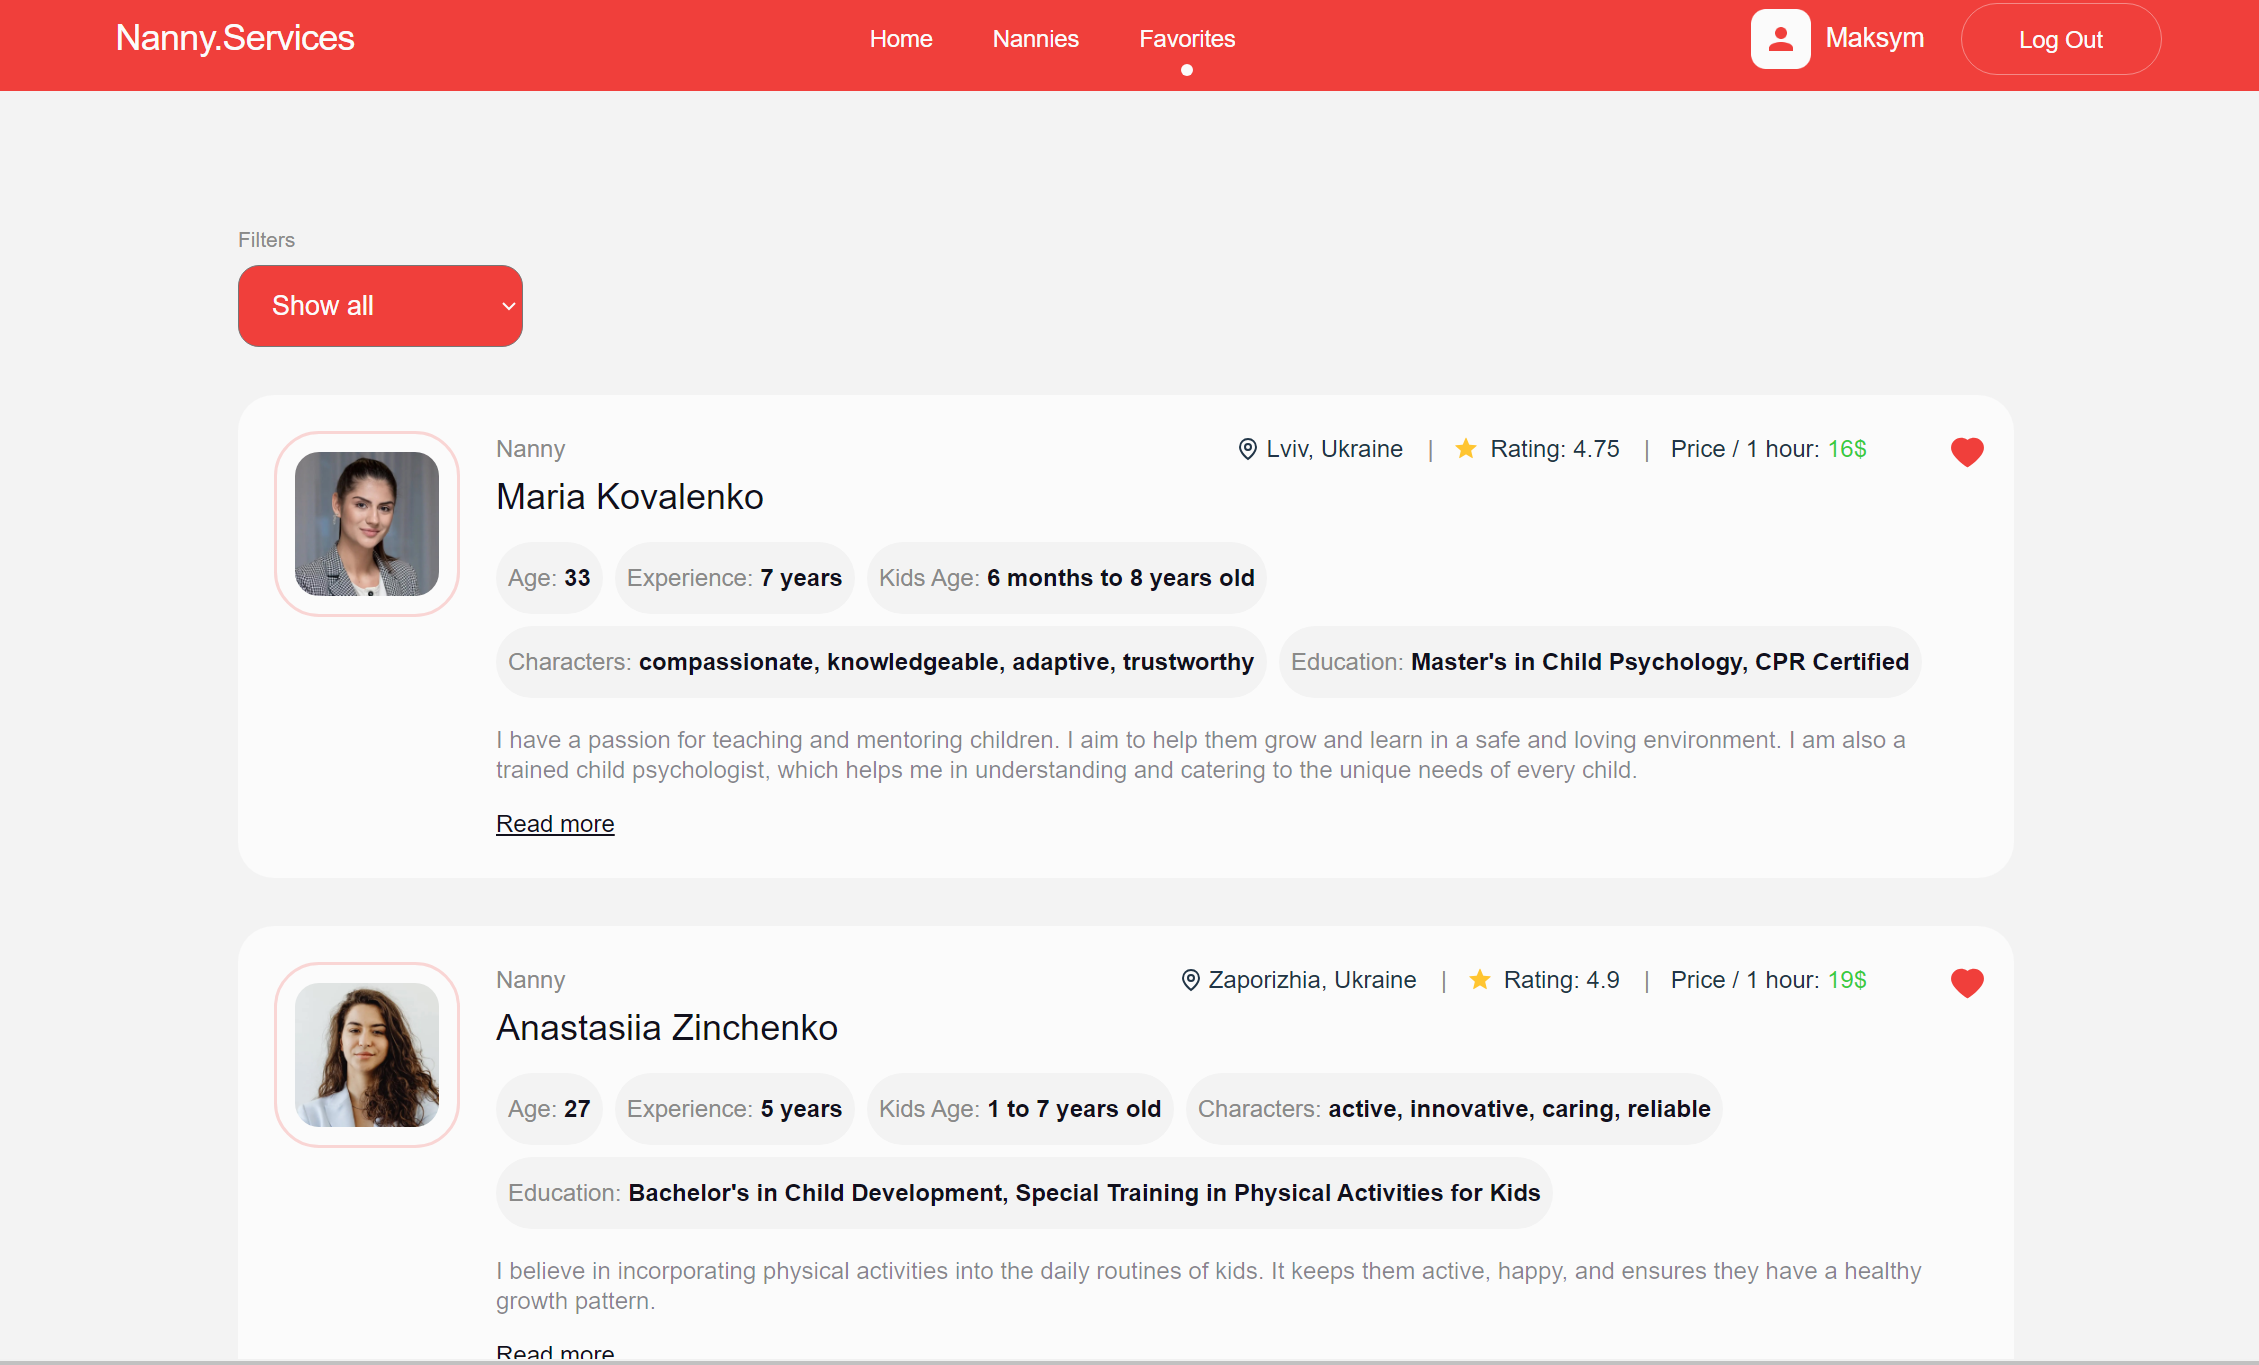 Nanny.Services
Home
Nannies
Favorites
Maksym
Log Out
Filters
Show all
Nanny
Lviv, Ukraine | Rating: 4.75 | Price / 1 hour: 16$
Maria Kovalenko
Age: 33
Experience: 7 years
Kids Age: 6 months to 8 years old
Characters: compassionate, knowledgeable, adaptive, trustworthy
Education: Master's in Child Psychology, CPR Certified
I have a passion for teaching and mentoring children. I aim to help them grow and learn in a safe and loving environment. I am also a
trained child psychologist, which helps me in understanding and catering to the unique needs of every child.
Read more
Nanny
Zaporizhia, Ukraine | Rating: 4.9 | Price / 1 hour: 19$
Anastasiia Zinchenko
Age: 27
Experience: 5 years
Kids Age: 1 to 7 years old
Characters: active, innovative, caring, reliable
Education: Bachelor's in Child Development, Special Training in Physical Activities for Kids
I believe in incorporating physical activities into the daily routines of kids. It keeps them active, happy, and ensures they have a healthy
growth pattern.
Read more